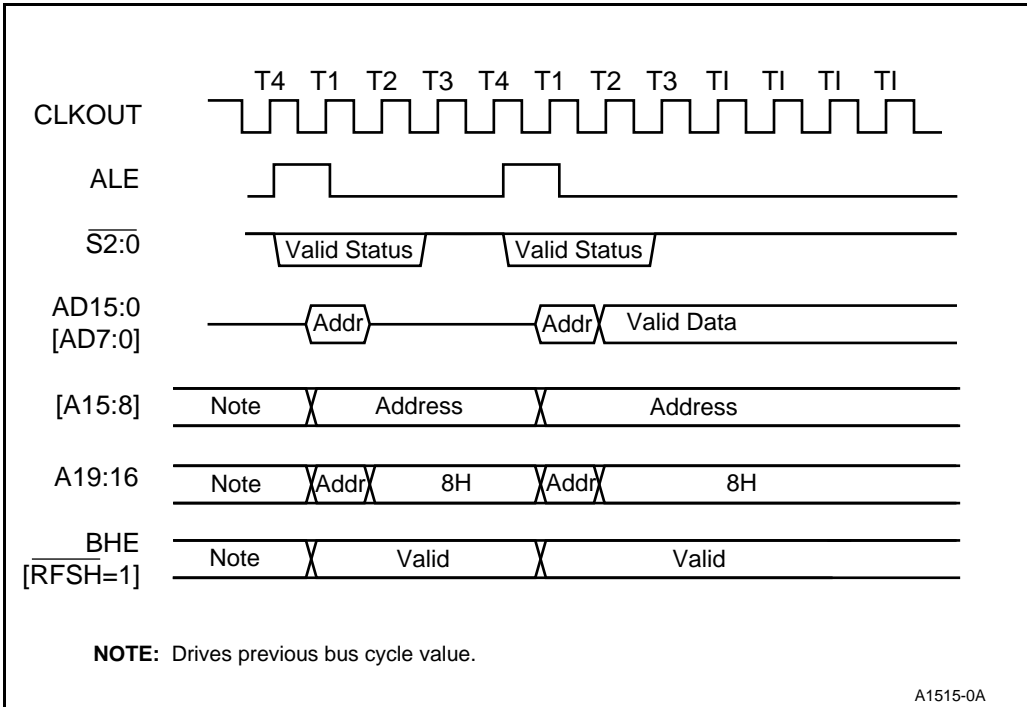 T4 T1 T2 T3 T4 T1 T2 T3 TI TI TI TI
CLKOUT
ALE
S2:0
Valid Status Valid Status
AD15:0
[AD7:0]
Addr Addr Valid Data
[A15:8]
Note Address Address
A19:16
Note Addr 8H Addr 8H
BHE
[RFSH=1]
Note Valid Valid
NOTE: Drives previous bus cycle value.
A1515-0A